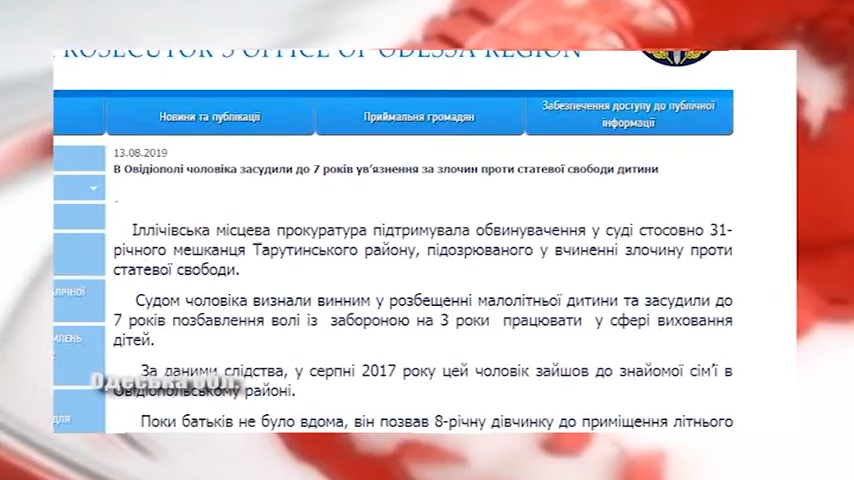 PROSECUTOR'S OFFICE OF ODESSA REGION
Новини та публікації
Приймальня громадян
Забезпечення доступу до публічної
інформації
13.08.2019
В Овідіополі чоловіка засудили до 7 років ув'язнення за злочин проти статевої свободи дитини
Іллічівська місцева прокуратура підтримувала обвинувачення у суді стосовно 31-
річного мешканця Тарутинського району, підозрюваного у вчиненні злочину проти
статевої свободи.
Судом чоловіка визнали винним у розбещенні малолітньої дитини та засудили до
7 років позбавлення волі із забороною на 3 роки працювати у сфері виховання
дітей.
За даними слідства, у серпні 2017 року цей чоловік зайшов до знайомої сім'ї в
Овідіопольському районі.
Одеська обл.
Поки батьків не було вдома, він позвав 8-річну дівчинку до приміщення літнього